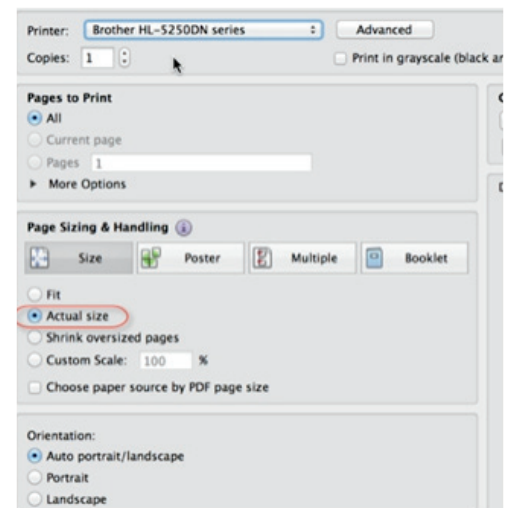 Printer: Brother HL-5250DN series Advanced
Copies: 1 Print in grayscale (black
Pages to Print
All
Current page
Pages 1
More Options
Page Sizing & Handling
Size Poster Multiple Booklet
Fit
Actual size
Shrink oversized pages
Custom Scale: 100 %
Choose paper source by PDF page size
Orientation:
Auto portrait/landscape
Portrait
Landscape